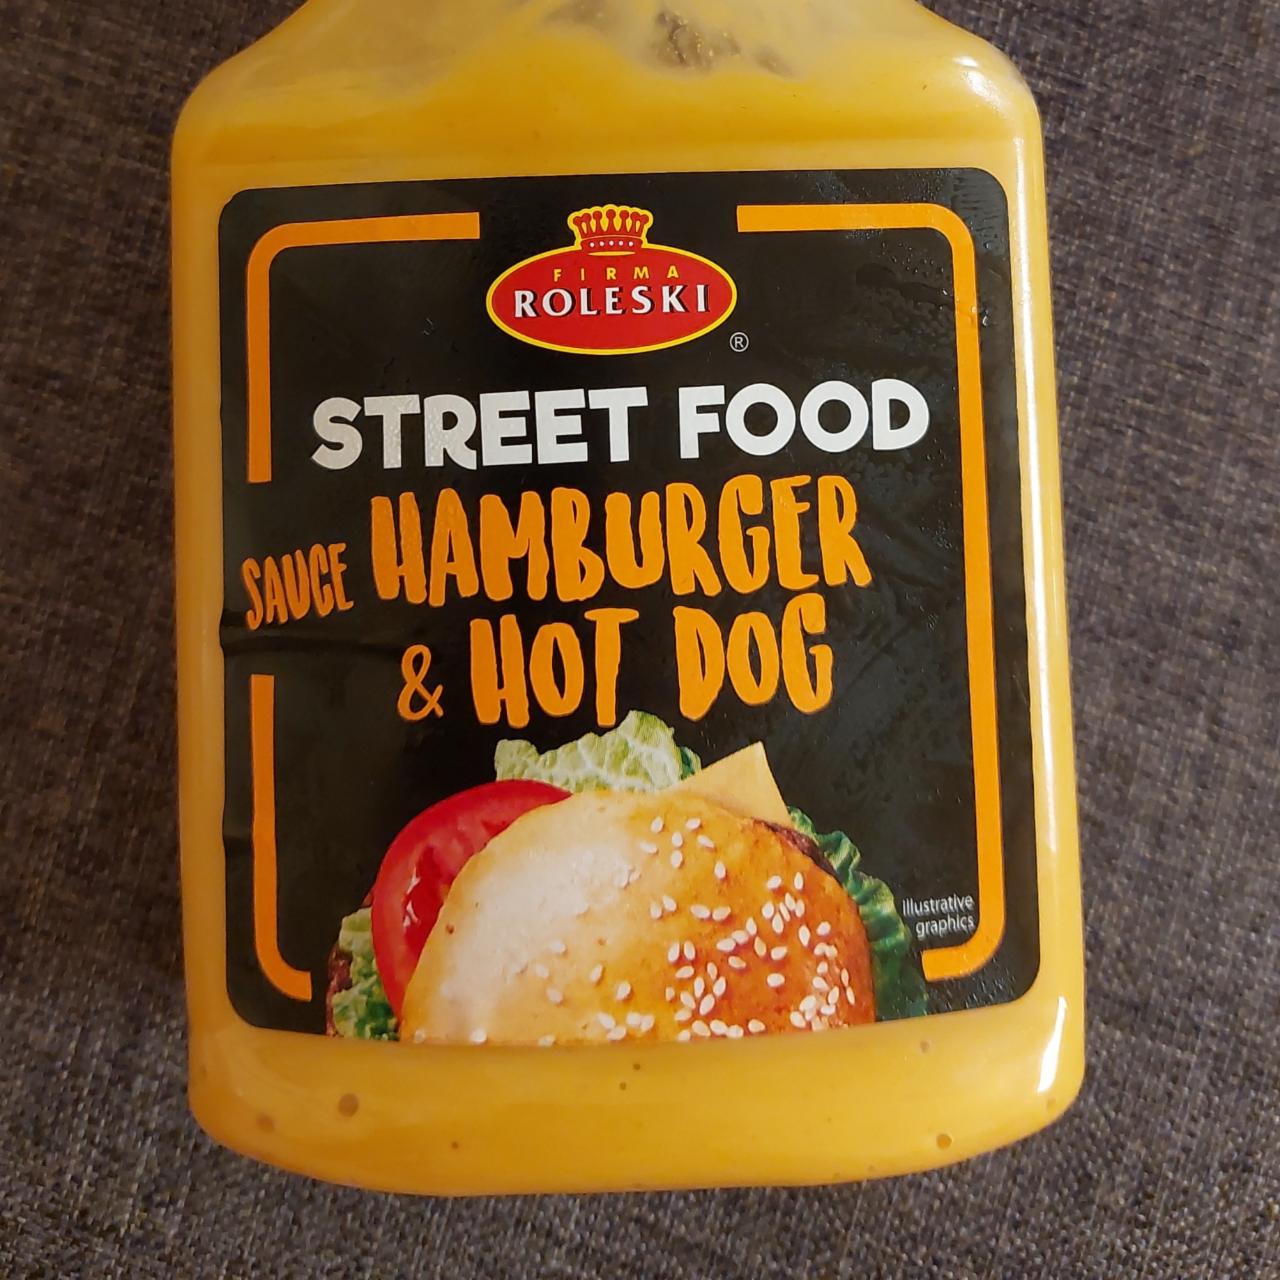 FIRMA
ROLESKI
®
STREET FOOD
SAUCE HAMBURGER
& HOT DOG
illustrative
graphics